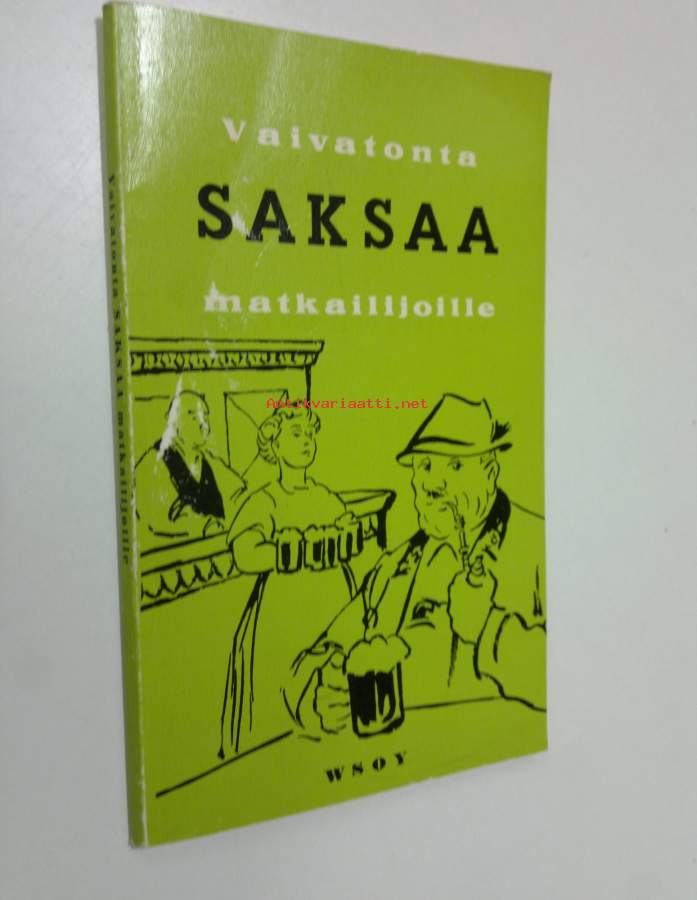 Vaivatonta
SAKSAA
matkailijoille
Antikvariaatti.net
WSOY
Vaivatonta SAKSAA matkailijoille